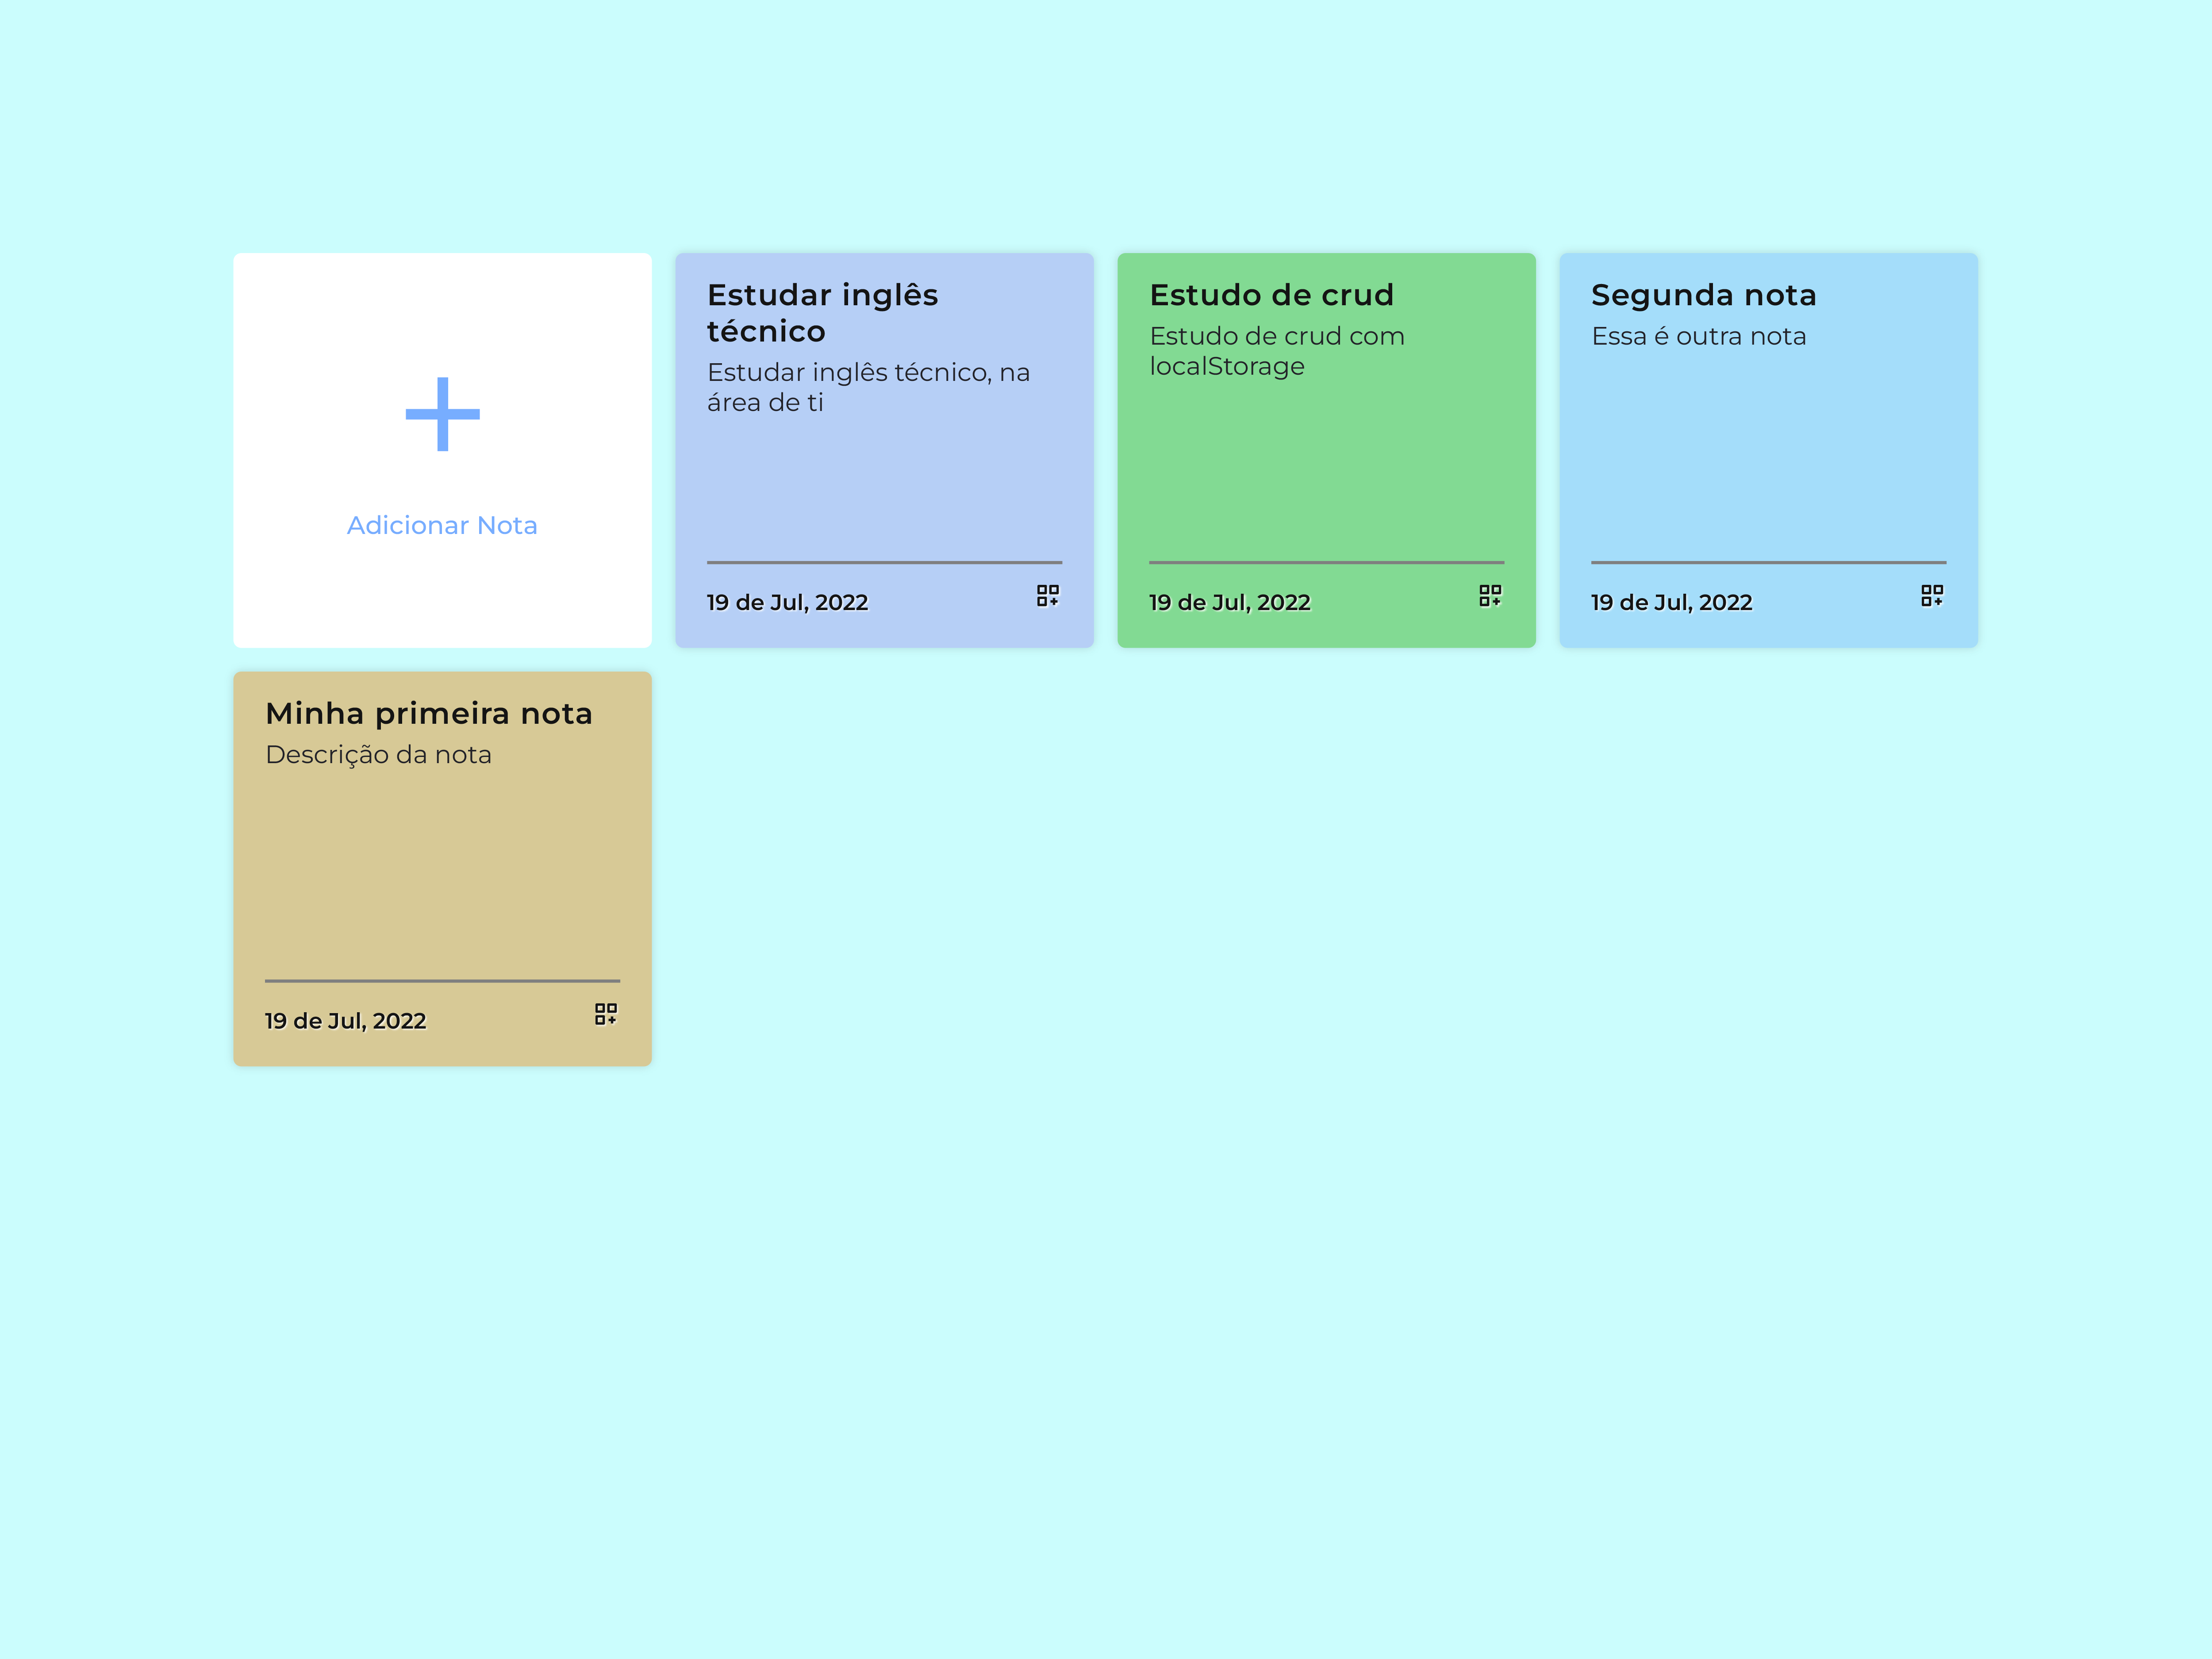 Adicionar Nota
Estudar inglês
técnico
Estudar inglês técnico, na
área de ti
19 de Jul, 2022
Estudo de crud
Estudo de crud com
localStorage
19 de Jul, 2022
Segunda nota
Essa é outra nota
19 de Jul, 2022
Minha primeira nota
Descrição da nota
19 de Jul, 2022